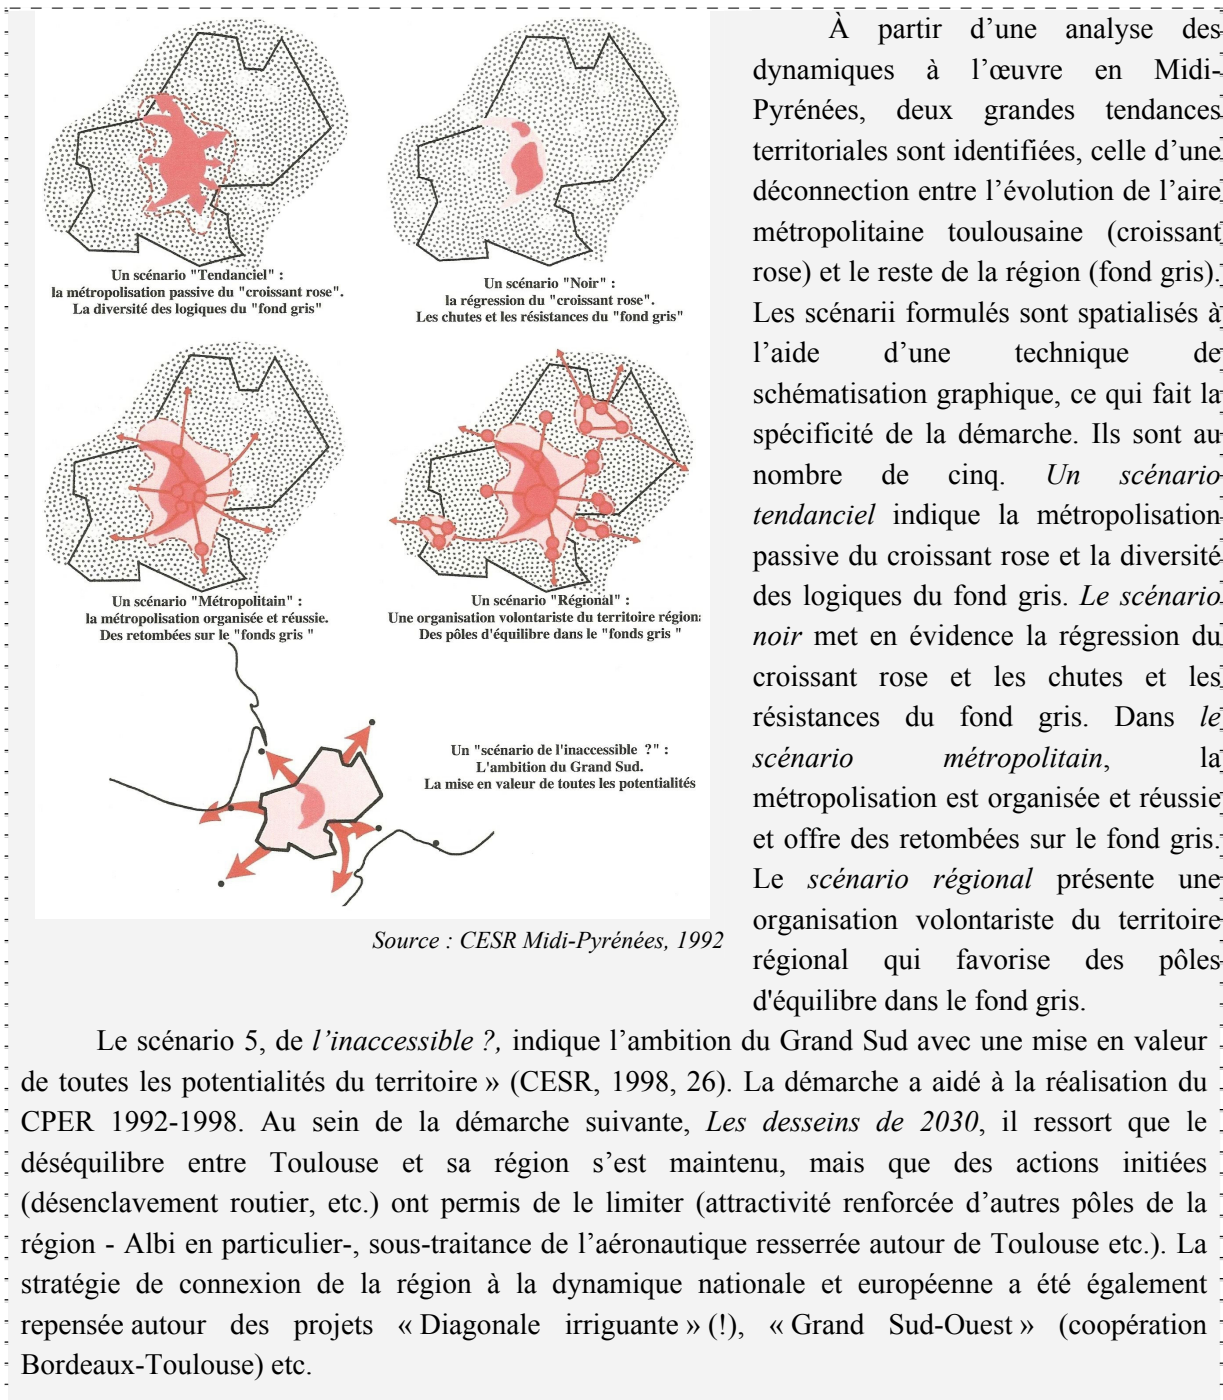 Un scénario "Tendanciel" :
la métropolisation passive du "croissant rose".
La diversité des logiques du "fond gris"
Un scénario "Noir" :
la régression du "croissant rose".
Les chutes et les résistances du "fond gris"
Un scénario "Métropolitain" :
la métropolisation organisée et réussie.
Des retombées sur le "fonds gris "
Un scénario "Régional" :
Une organisation volontariste du territoire région
Des pôles d'équilibre dans le "fonds gris "
Un "scénario de l'inaccessible ?" :
L'ambition du Grand Sud.
La mise en valeur de toutes les potentialités
Source : CESR Midi-Pyrénées, 1992
À partir d’une analyse des
dynamiques à l’œuvre en Midi-
Pyrénées, deux grandes tendances
territoriales sont identifiées, celle d’une
déconnection entre l’évolution de l’aire
métropolitaine toulousaine (croissant
rose) et le reste de la région (fond gris).
Les scénarii formulés sont spatialisés à
l’aide d’une technique de
schématisation graphique, ce qui fait la
spécificité de la démarche. Ils sont au
nombre de cinq. Un scénario
tendanciel indique la métropolisation
passive du croissant rose et la diversité
des logiques du fond gris. Le scénario
noir met en évidence la régression du
croissant rose et les chutes et les
résistances du fond gris. Dans le
scénario métropolitain, la
métropolisation est organisée et réussie
et offre des retombées sur le fond gris.
Le scénario régional présente une
organisation volontariste du territoire
régional qui favorise des pôles
d'équilibre dans le fond gris.
Le scénario 5, de l’inaccessible ?, indique l’ambition du Grand Sud avec une mise en valeur
de toutes les potentialités du territoire » (CESR, 1998, 26). La démarche a aidé à la réalisation du
CPER 1992-1998. Au sein de la démarche suivante, Les desseins de 2030, il ressort que le
déséquilibre entre Toulouse et sa région s’est maintenu, mais que des actions initiées
(désenclavement routier, etc.) ont permis de le limiter (attractivité renforcée d’autres pôles de la
région - Albi en particulier-, sous-traitance de l’aéronautique resserrée autour de Toulouse etc.). La
stratégie de connexion de la région à la dynamique nationale et européenne a été également
repensée autour des projets « Diagonale irriguante » (!), « Grand Sud-Ouest » (coopération
Bordeaux-Toulouse) etc.